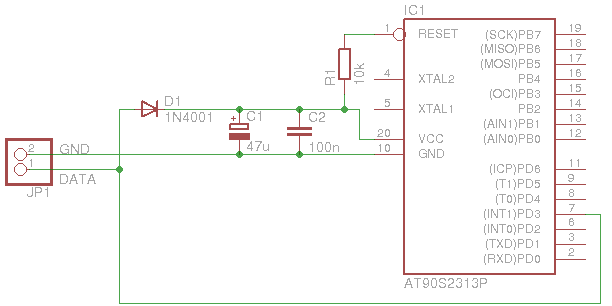 IC1
1 RESET
(SCK)PB7 19
(MISO)PB6 18
(MOSI)PB5 17
R1 10k
4 XTAL2
PB4 16
(OCI)PB3 15
D1
1N4001
C1
C2
5 XTAL1
PB2 14
(AIN1)PB1 13
+
47u
100n
20 VCC
(AIN0)PB0 12
2 GND
10 GND
1 DATA
JP1
(ICP)PD6 11
(T1)PD5 9
(T0)PD4 8
(INT1)PD3 7
(INT0)PD2 6
(TXD)PD1 3
(RXD)PD0 2
AT90S2313P